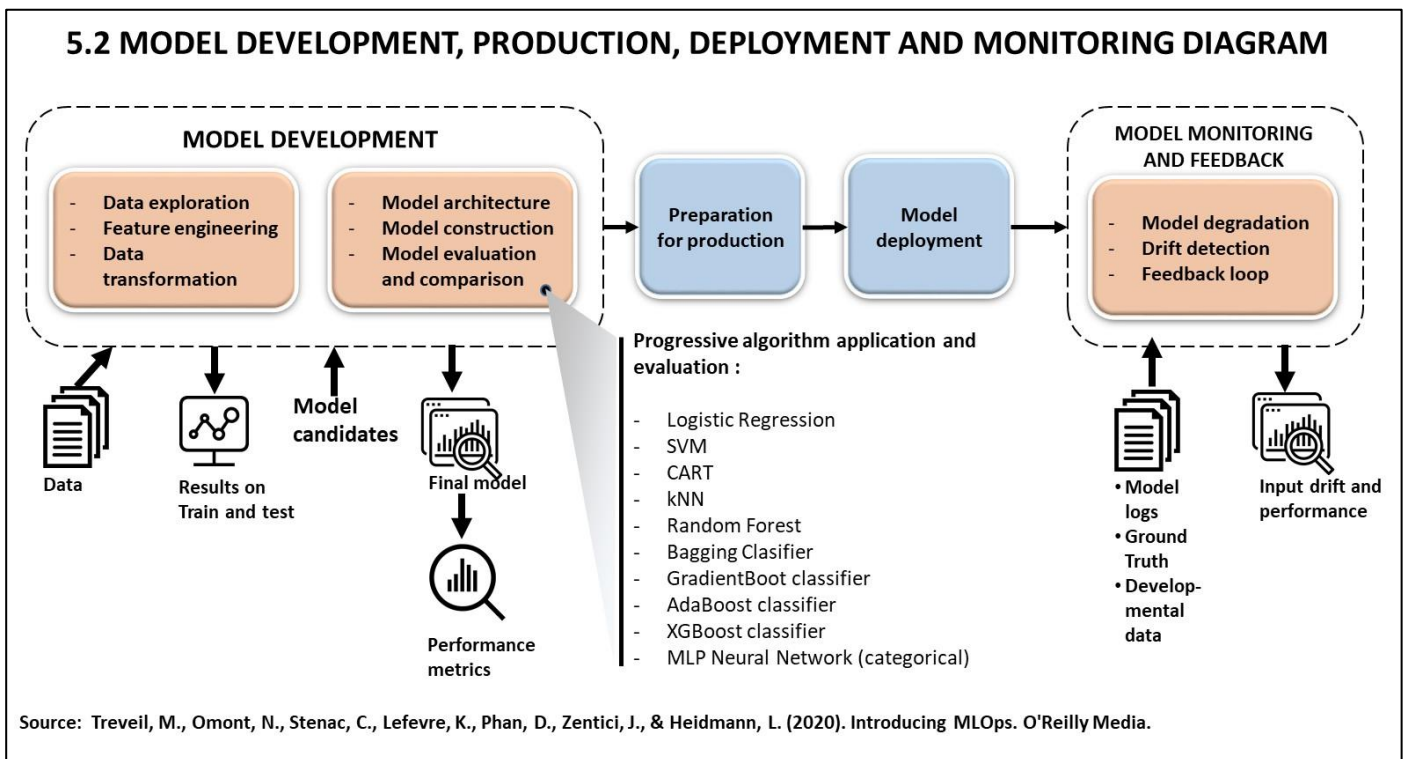 5.2 MODEL DEVELOPMENT, PRODUCTION, DEPLOYMENT AND MONITORING DIAGRAM
MODEL DEVELOPMENT
- Data exploration
- Feature engineering
- Data
transformation
- Model architecture
- Model construction
- Model evaluation
and comparison
Preparation
for production
Model
deployment
MODEL MONITORING
AND FEEDBACK
- Model degradation
- Drift detection
- Feedback loop
Data
Results on
Train and test
Model
candidates
Final model
Performance
metrics
Progressive algorithm application and
evaluation :
- Logistic Regression
- SVM
- CART
- kNN
- Random Forest
- Bagging Clasifier
- GradientBoot classifier
- AdaBoost classifier
- XGBoost classifier
- MLP Neural Network (categorical)
• Model
logs
• Ground
Truth
• Develop-
mental
data
Input drift and
performance
Source: Treveil, M., Omont, N., Stenac, C., Lefevre, K., Phan, D., Zentici, J., & Heidmann, L. (2020). Introducing MLOps. O'Reilly Media.